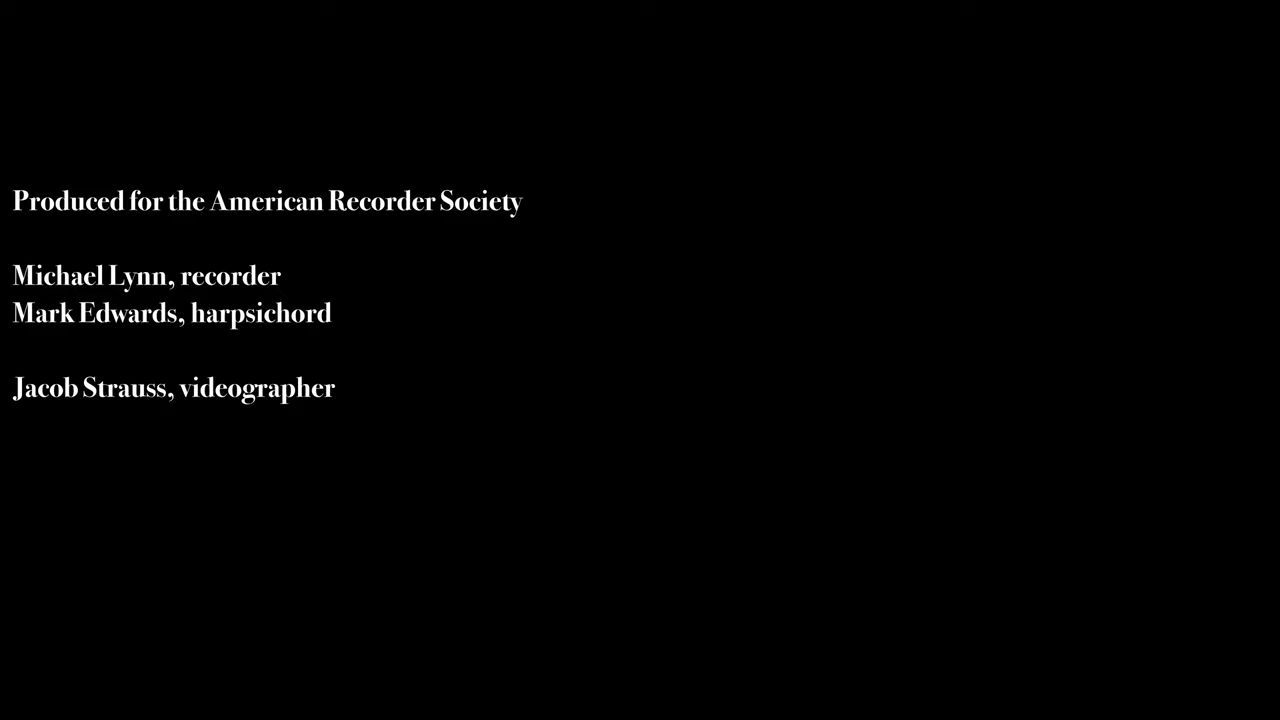 Produced for the American Recorder Society
Michael Lynn, recorder
Mark Edwards, harpsichord
Jacob Strauss, videographer